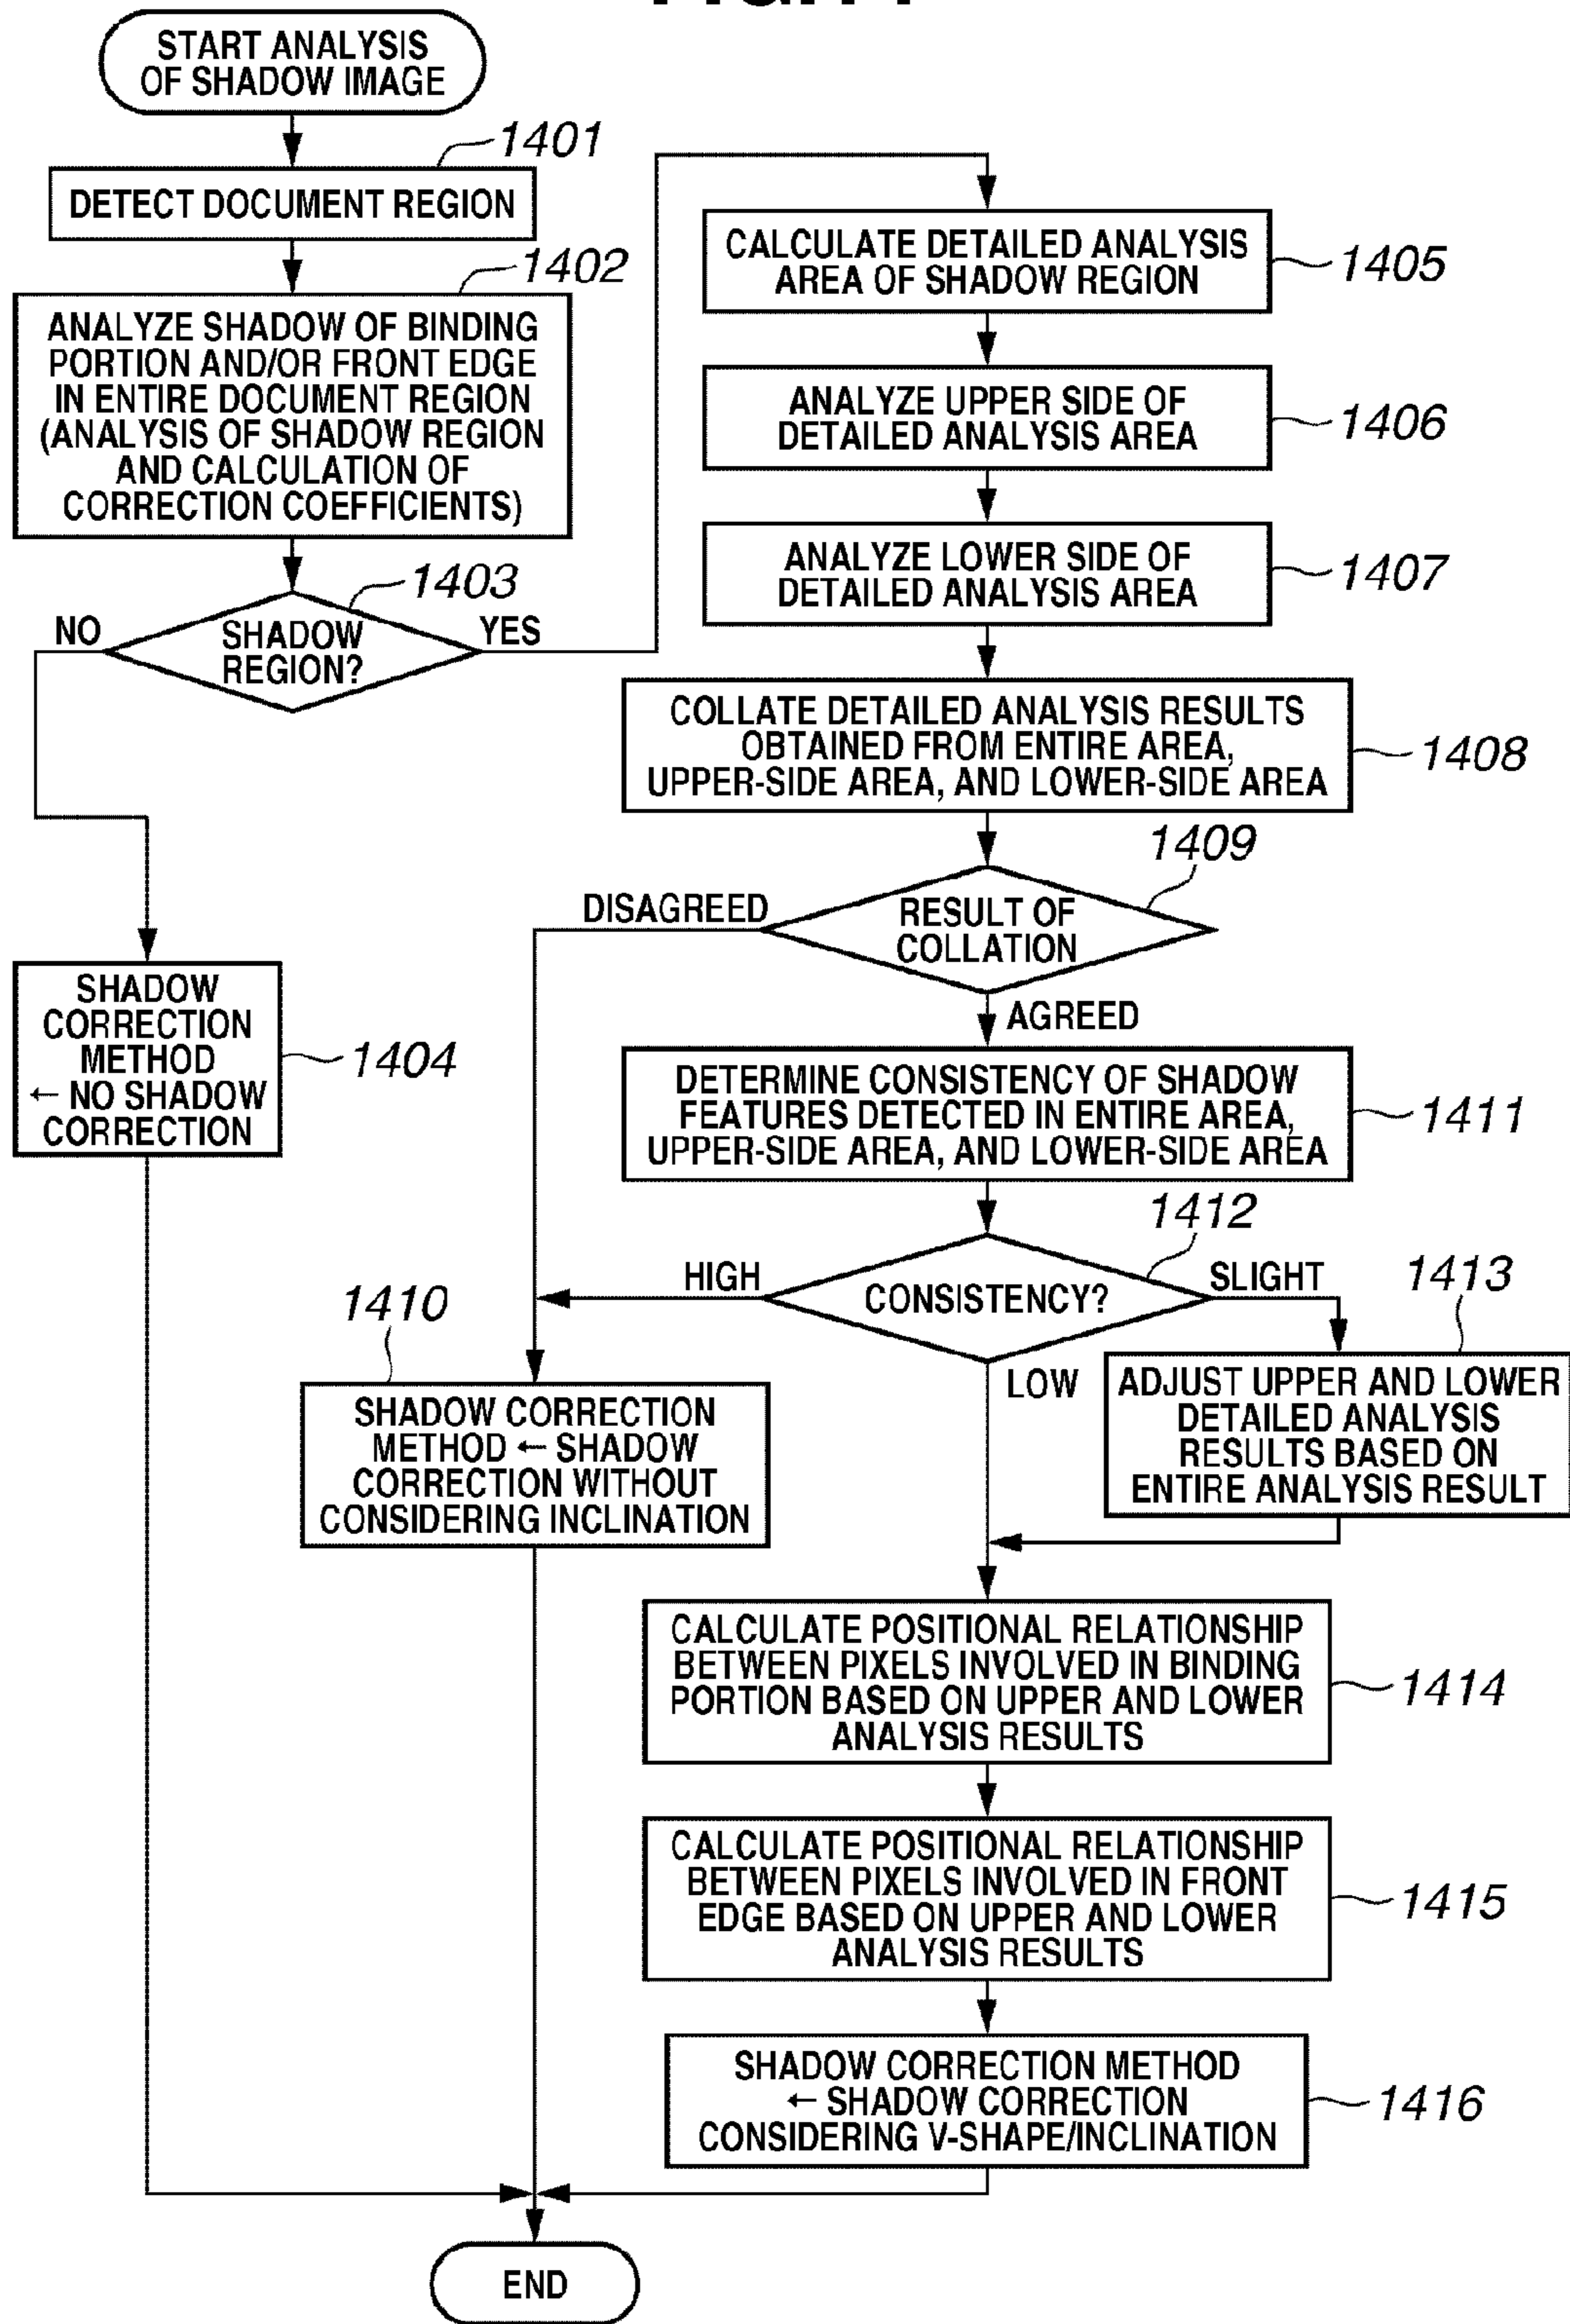 START ANALYSIS
OF SHADOW IMAGE
1401
DETECT DOCUMENT REGION
1402
ANALYZE SHADOW OF BINDING
PORTION AND/OR FRONT EDGE
IN ENTIRE DOCUMENT REGION
(ANALYSIS OF SHADOW REGION
AND CALCULATION OF
CORRECTION COEFFICIENTS)
1403
NO
SHADOW
REGION?
YES
SHADOW
CORRECTION
METHOD
← NO SHADOW
CORRECTION
1404
CALCULATE DETAILED ANALYSIS
AREA OF SHADOW REGION
1405
ANALYZE UPPER SIDE OF
DETAILED ANALYSIS AREA
1406
ANALYZE LOWER SIDE OF
DETAILED ANALYSIS AREA
1407
COLLATE DETAILED ANALYSIS RESULTS
OBTAINED FROM ENTIRE AREA,
UPPER-SIDE AREA, AND LOWER-SIDE AREA
1408
1409
DISAGREED
RESULT OF
COLLATION
AGREED
DETERMINE CONSISTENCY OF SHADOW
FEATURES DETECTED IN ENTIRE AREA,
UPPER-SIDE AREA, AND LOWER-SIDE AREA
1411
1412
HIGH
CONSISTENCY?
SLIGHT
LOW
1410
SHADOW CORRECTION
METHOD ← SHADOW
CORRECTION WITHOUT
CONSIDERING INCLINATION
1413
ADJUST UPPER AND LOWER
DETAILED ANALYSIS
RESULTS BASED ON
ENTIRE ANALYSIS RESULT
CALCULATE POSITIONAL RELATIONSHIP
BETWEEN PIXELS INVOLVED IN BINDING
PORTION BASED ON UPPER AND LOWER
ANALYSIS RESULTS
1414
CALCULATE POSITIONAL RELATIONSHIP
BETWEEN PIXELS INVOLVED IN FRONT
EDGE BASED ON UPPER AND LOWER
ANALYSIS RESULTS
1415
SHADOW CORRECTION METHOD
← SHADOW CORRECTION
CONSIDERING V-SHAPE/INCLINATION
1416
END